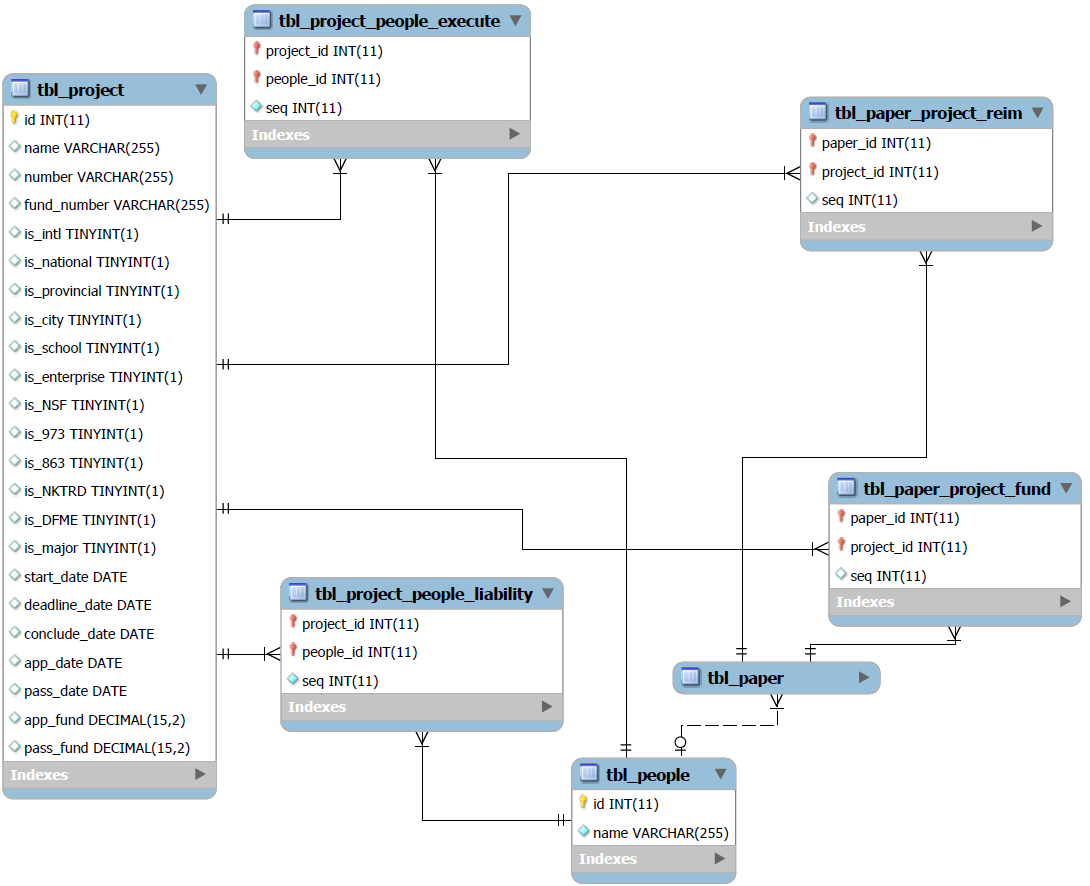 tbl_project_people_execute
project_id INT(11)
people_id INT(11)
seq INT(11)
Indexes
tbl_project
id INT(11)
name VARCHAR(255)
number VARCHAR(255)
fund_number VARCHAR(255)
is_intl TINYINT(1)
is_national TINYINT(1)
is_provincial TINYINT(1)
is_city TINYINT(1)
is_school TINYINT(1)
is_enterprise TINYINT(1)
is_NSF TINYINT(1)
is_973 TINYINT(1)
is_863 TINYINT(1)
is_NKTRD TINYINT(1)
is_DFME TINYINT(1)
is_major TINYINT(1)
start_date DATE
deadline_date DATE
conclude_date DATE
app_date DATE
pass_date DATE
app_fund DECIMAL(15,2)
pass_fund DECIMAL(15,2)
Indexes
tbl_paper_project_reim
paper_id INT(11)
project_id INT(11)
seq INT(11)
Indexes
tbl_paper_project_fund
paper_id INT(11)
project_id INT(11)
seq INT(11)
Indexes
tbl_project_people_liability
project_id INT(11)
people_id INT(11)
seq INT(11)
Indexes
tbl_paper
tbl_people
id INT(11)
name VARCHAR(255)
Indexes